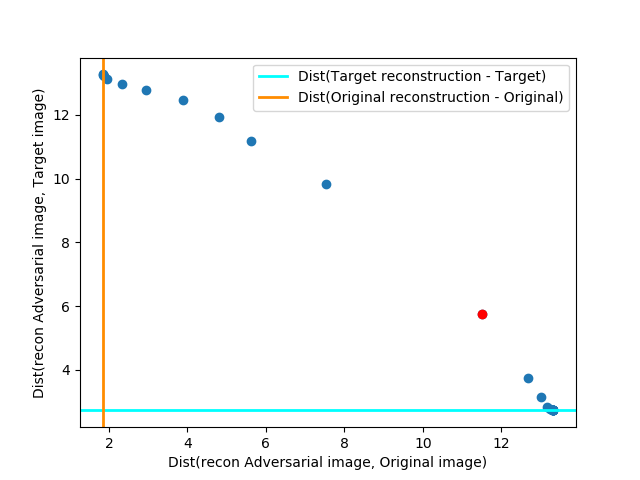 Dist(Target reconstruction - Target)
Dist(Original reconstruction - Original)
Dist(recon Adversarial image, Target image)
12
10
8
6
4
2
4
6
8
10
12
Dist(recon Adversarial image, Original image)